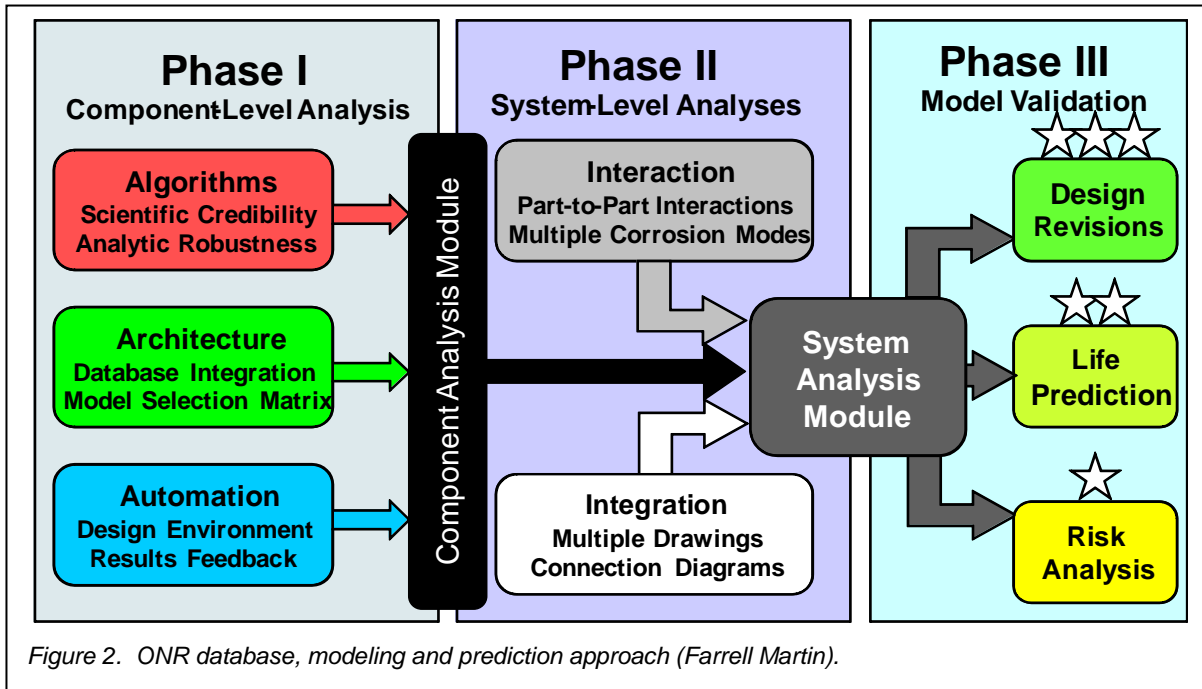 Phase I
Component-Level Analysis
Algorithms
Scientific Credibility
Analytic Robustness
Architecture
Database Integration
Model Selection Matrix
Automation
Design Environment
Results Feedback
Component Analysis Module
Phase II
System-Level Analyses
Interaction
Part-to-Part Interactions
Multiple Corrosion Modes
Integration
Multiple Drawings
Connection Diagrams
System
Analysis
Module
Phase III
Model Validation
Design
Revisions
Life
Prediction
Risk
Analysis
Figure 2. ONR database, modeling and prediction approach (Farrell Martin).